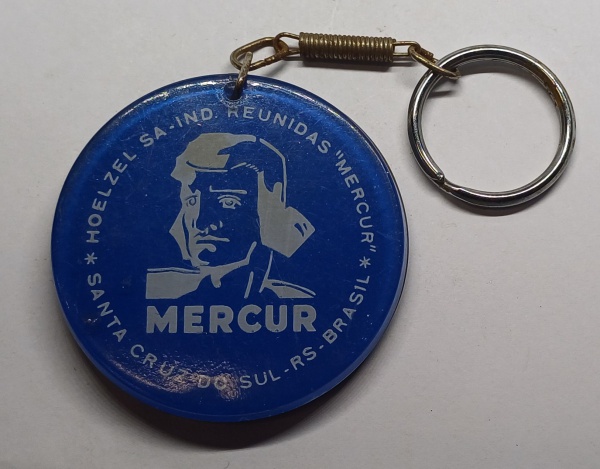 * HOELZEL SA-IND. REUNIDAS "MERCUR" *
MERCUR
SANTA CRUZ DO SUL-RS-BRASIL